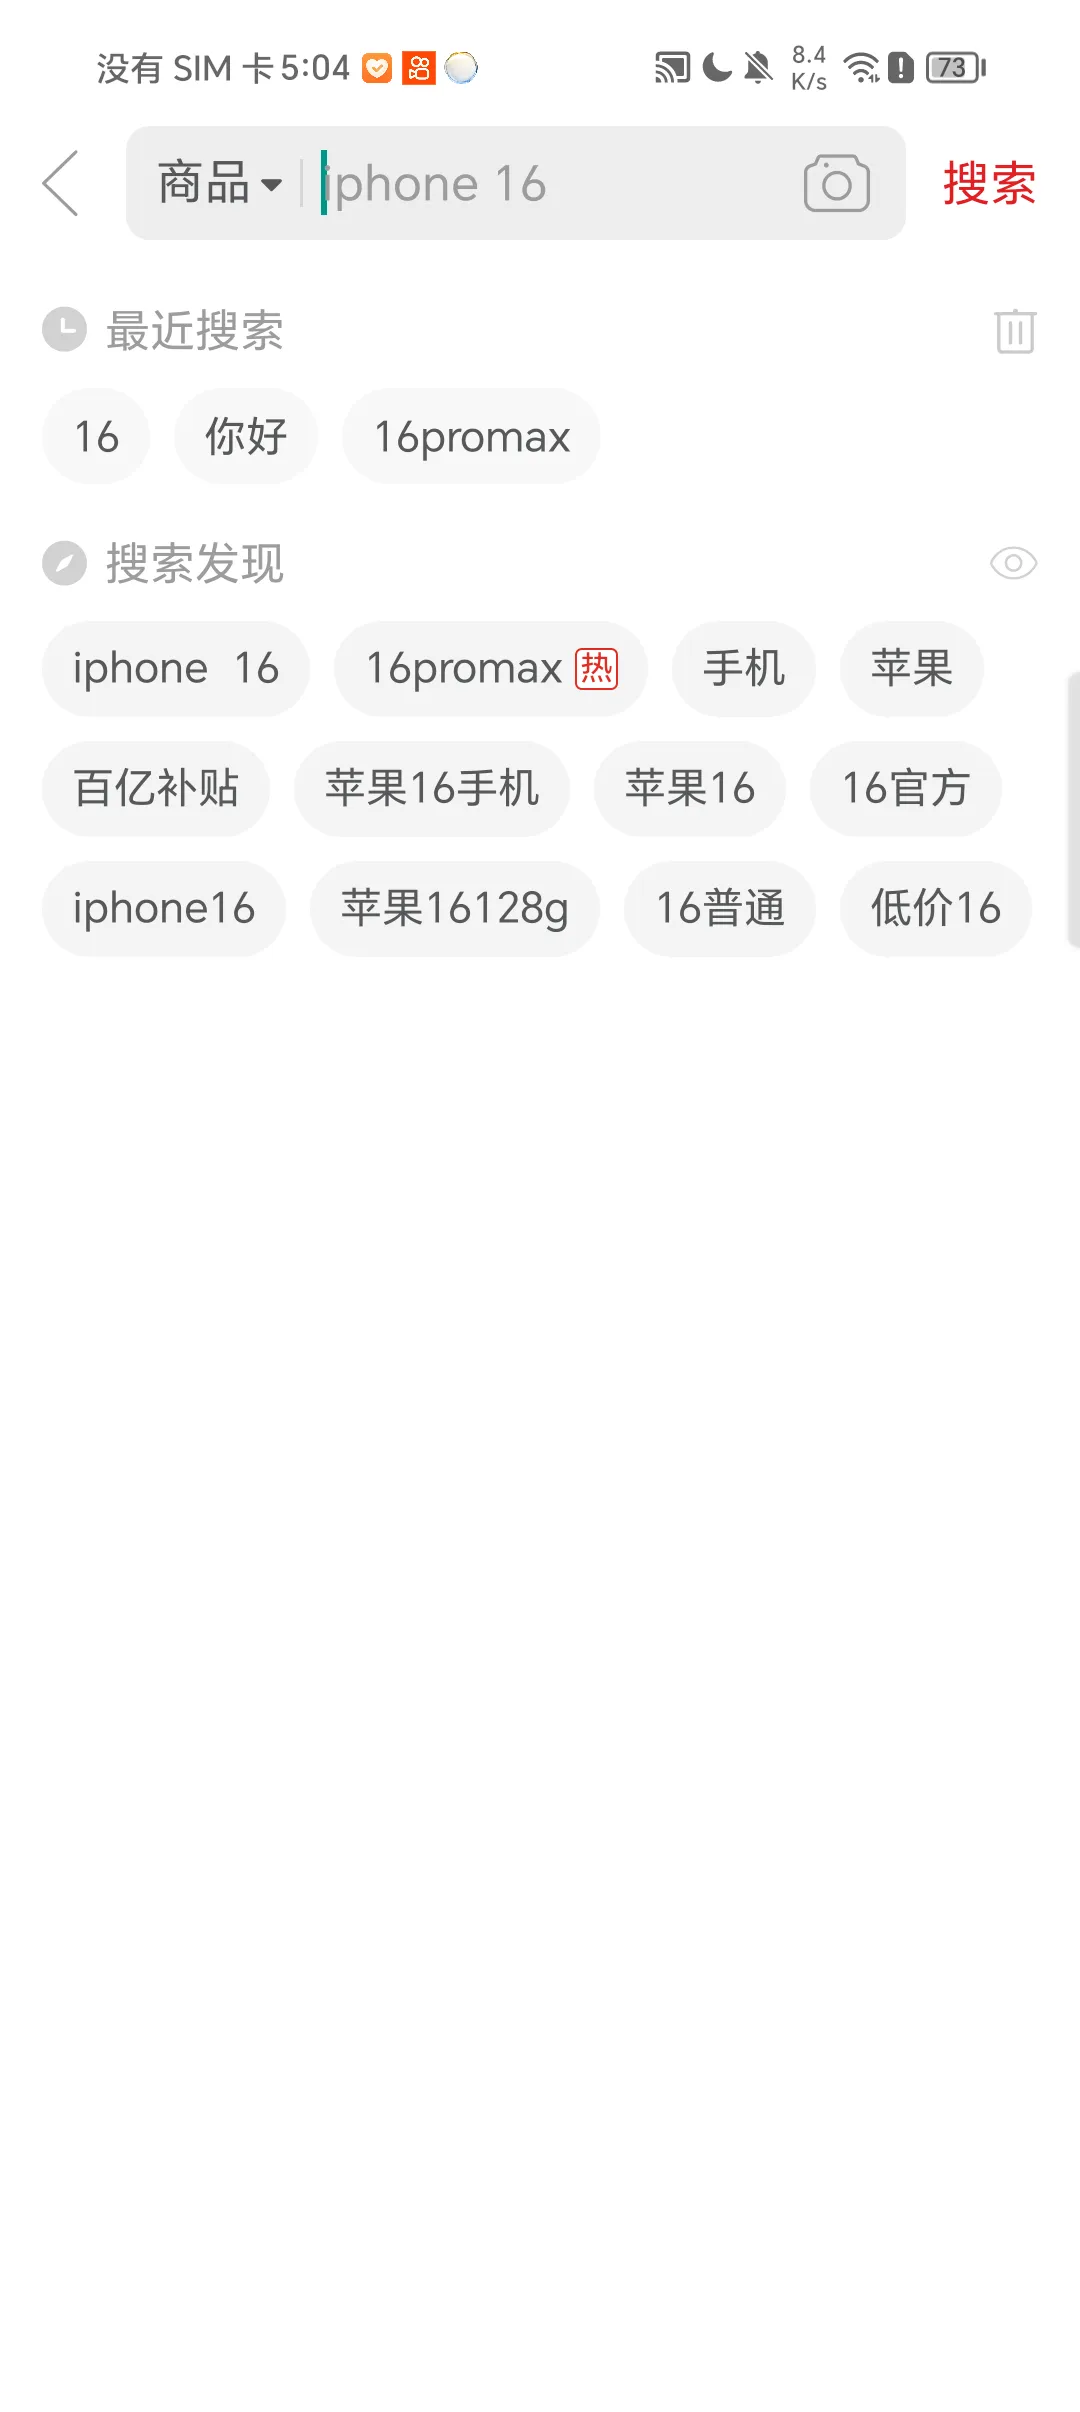 没有 SIM 卡 5:04 8.4 K/s 73
商品 iphone 16 搜索
最近搜索
16 你好 16promax
搜索发现
iphone 16 16promax 热 手机 苹果
百亿补贴 苹果16手机 苹果16 16官方
iphone16 苹果16128g 16普通 低价16